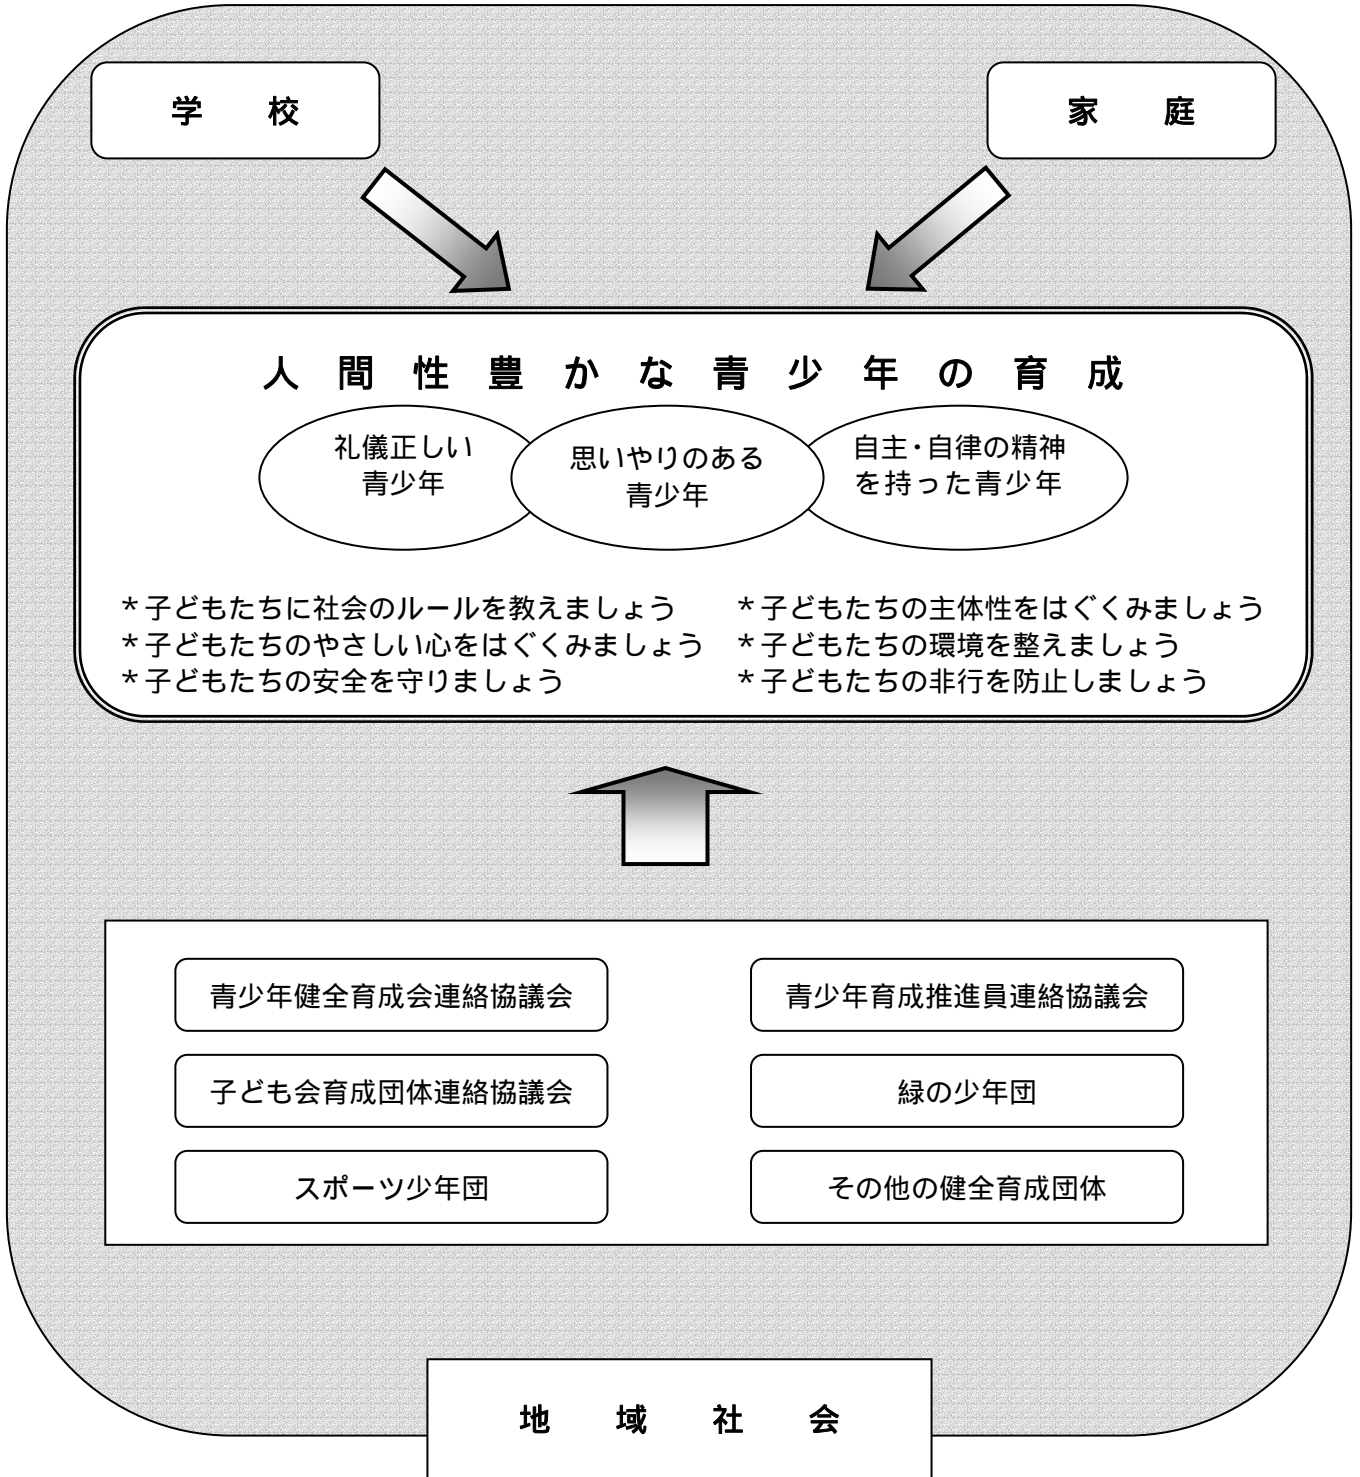 学　校
家　庭
人間性豊かな青少年の育成
礼儀正しい
青少年
思いやりのある
青少年
自主・自律の精神
を持った青少年
＊子どもたちに社会のルールを教えましょう
＊子どもたちのやさしい心をはぐくみましょう
＊子どもたちの安全を守りましょう
＊子どもたちの主体性をはぐくみましょう
＊子どもたちの環境を整えましょう
＊子どもたちの非行を防止しましょう
青少年健全育成会連絡協議会
青少年育成推進員連絡協議会
子ども会育成団体連絡協議会
緑の少年団
スポーツ少年団
その他の健全育成団体
地　域　社　会